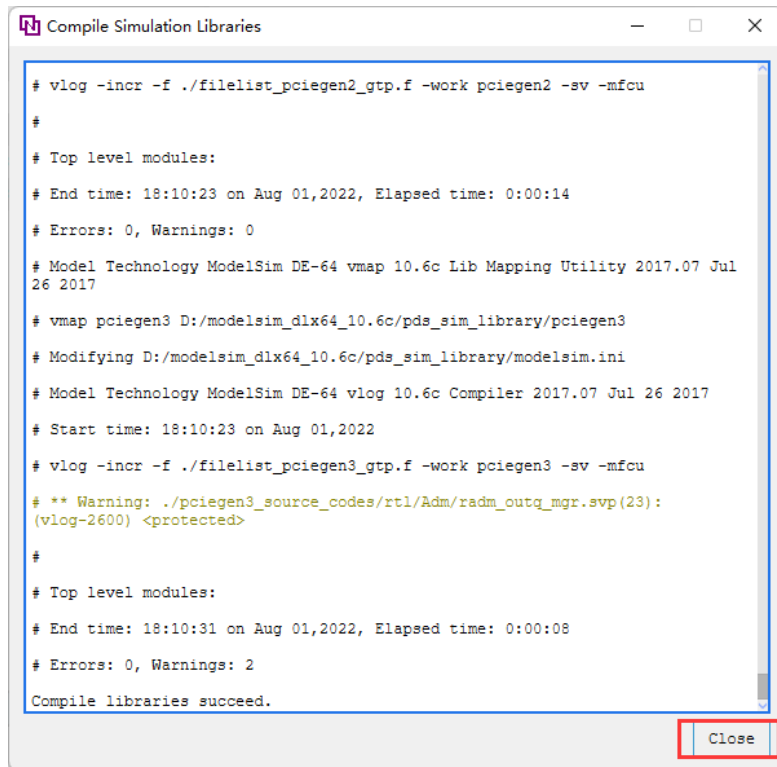 Compile Simulation Libraries
# vlog -incr -f ./filelist_pciegen2_gtp.f -work pciegen2 -sv -mfcu
#
# Top level modules:
# End time: 18:10:23 on Aug 01,2022, Elapsed time: 0:00:14
# Errors: 0, Warnings: 0
# Model Technology ModelSim DE-64 vmap 10.6c Lib Mapping Utility 2017.07 Jul
26 2017
# vmap pciegen3 D:/modelsim_dlx64_10.6c/pds_sim_library/pciegen3
# Modifying D:/modelsim_dlx64_10.6c/pds_sim_library/modelsim.ini
# Model Technology ModelSim DE-64 vlog 10.6c Compiler 2017.07 Jul 26 2017
# Start time: 18:10:23 on Aug 01,2022
# vlog -incr -f ./filelist_pciegen3_gtp.f -work pciegen3 -sv -mfcu
# ** Warning: ./pciegen3_source_codes/rtl/Adm/radm_outq_mgr.svp(23):
(vlog-2600) <protected>
#
# Top level modules:
# End time: 18:10:31 on Aug 01,2022, Elapsed time: 0:00:08
# Errors: 0, Warnings: 2
Compile libraries succeed.
Close